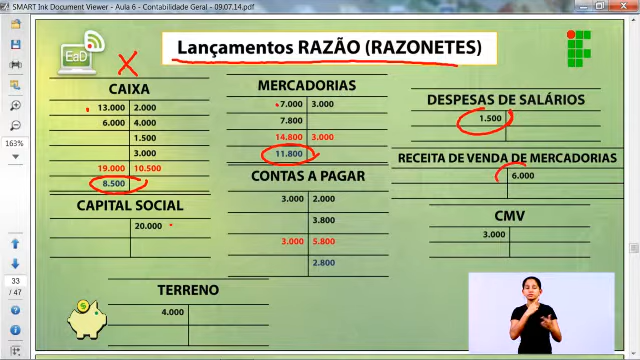 SMART Ink Document Viewer - Aula 6 - Contabilidade Geral - 09.07.14.pdf
EaD
Lançamentos RAZÃO (RAZONETES)
X
CAIXA
13.000 2.000
6.000 4.000
1.500
3.000
19.000 10.500
8.500
MERCADORIAS
7.000 3.000
7.800
14.800 3.000
11.800
DESPESAS DE SALÁRIOS
1.500
RECEITA DE VENDA DE MERCADORIAS
6.000
CAPITAL SOCIAL
20.000
CONTAS A PAGAR
3.000 2.000
3.800
3.000 5.800
2.800
CMV
3.000
TERRENO
4.000
163%
33
/ 47